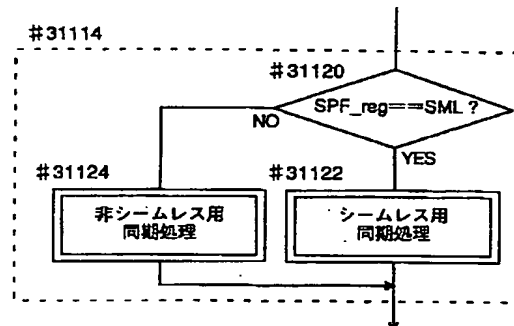 #31114
#31120
SPF_reg==SML?
NO
YES
#31124
#31122
非シームレス用
同期処理
シームレス用
同期処理